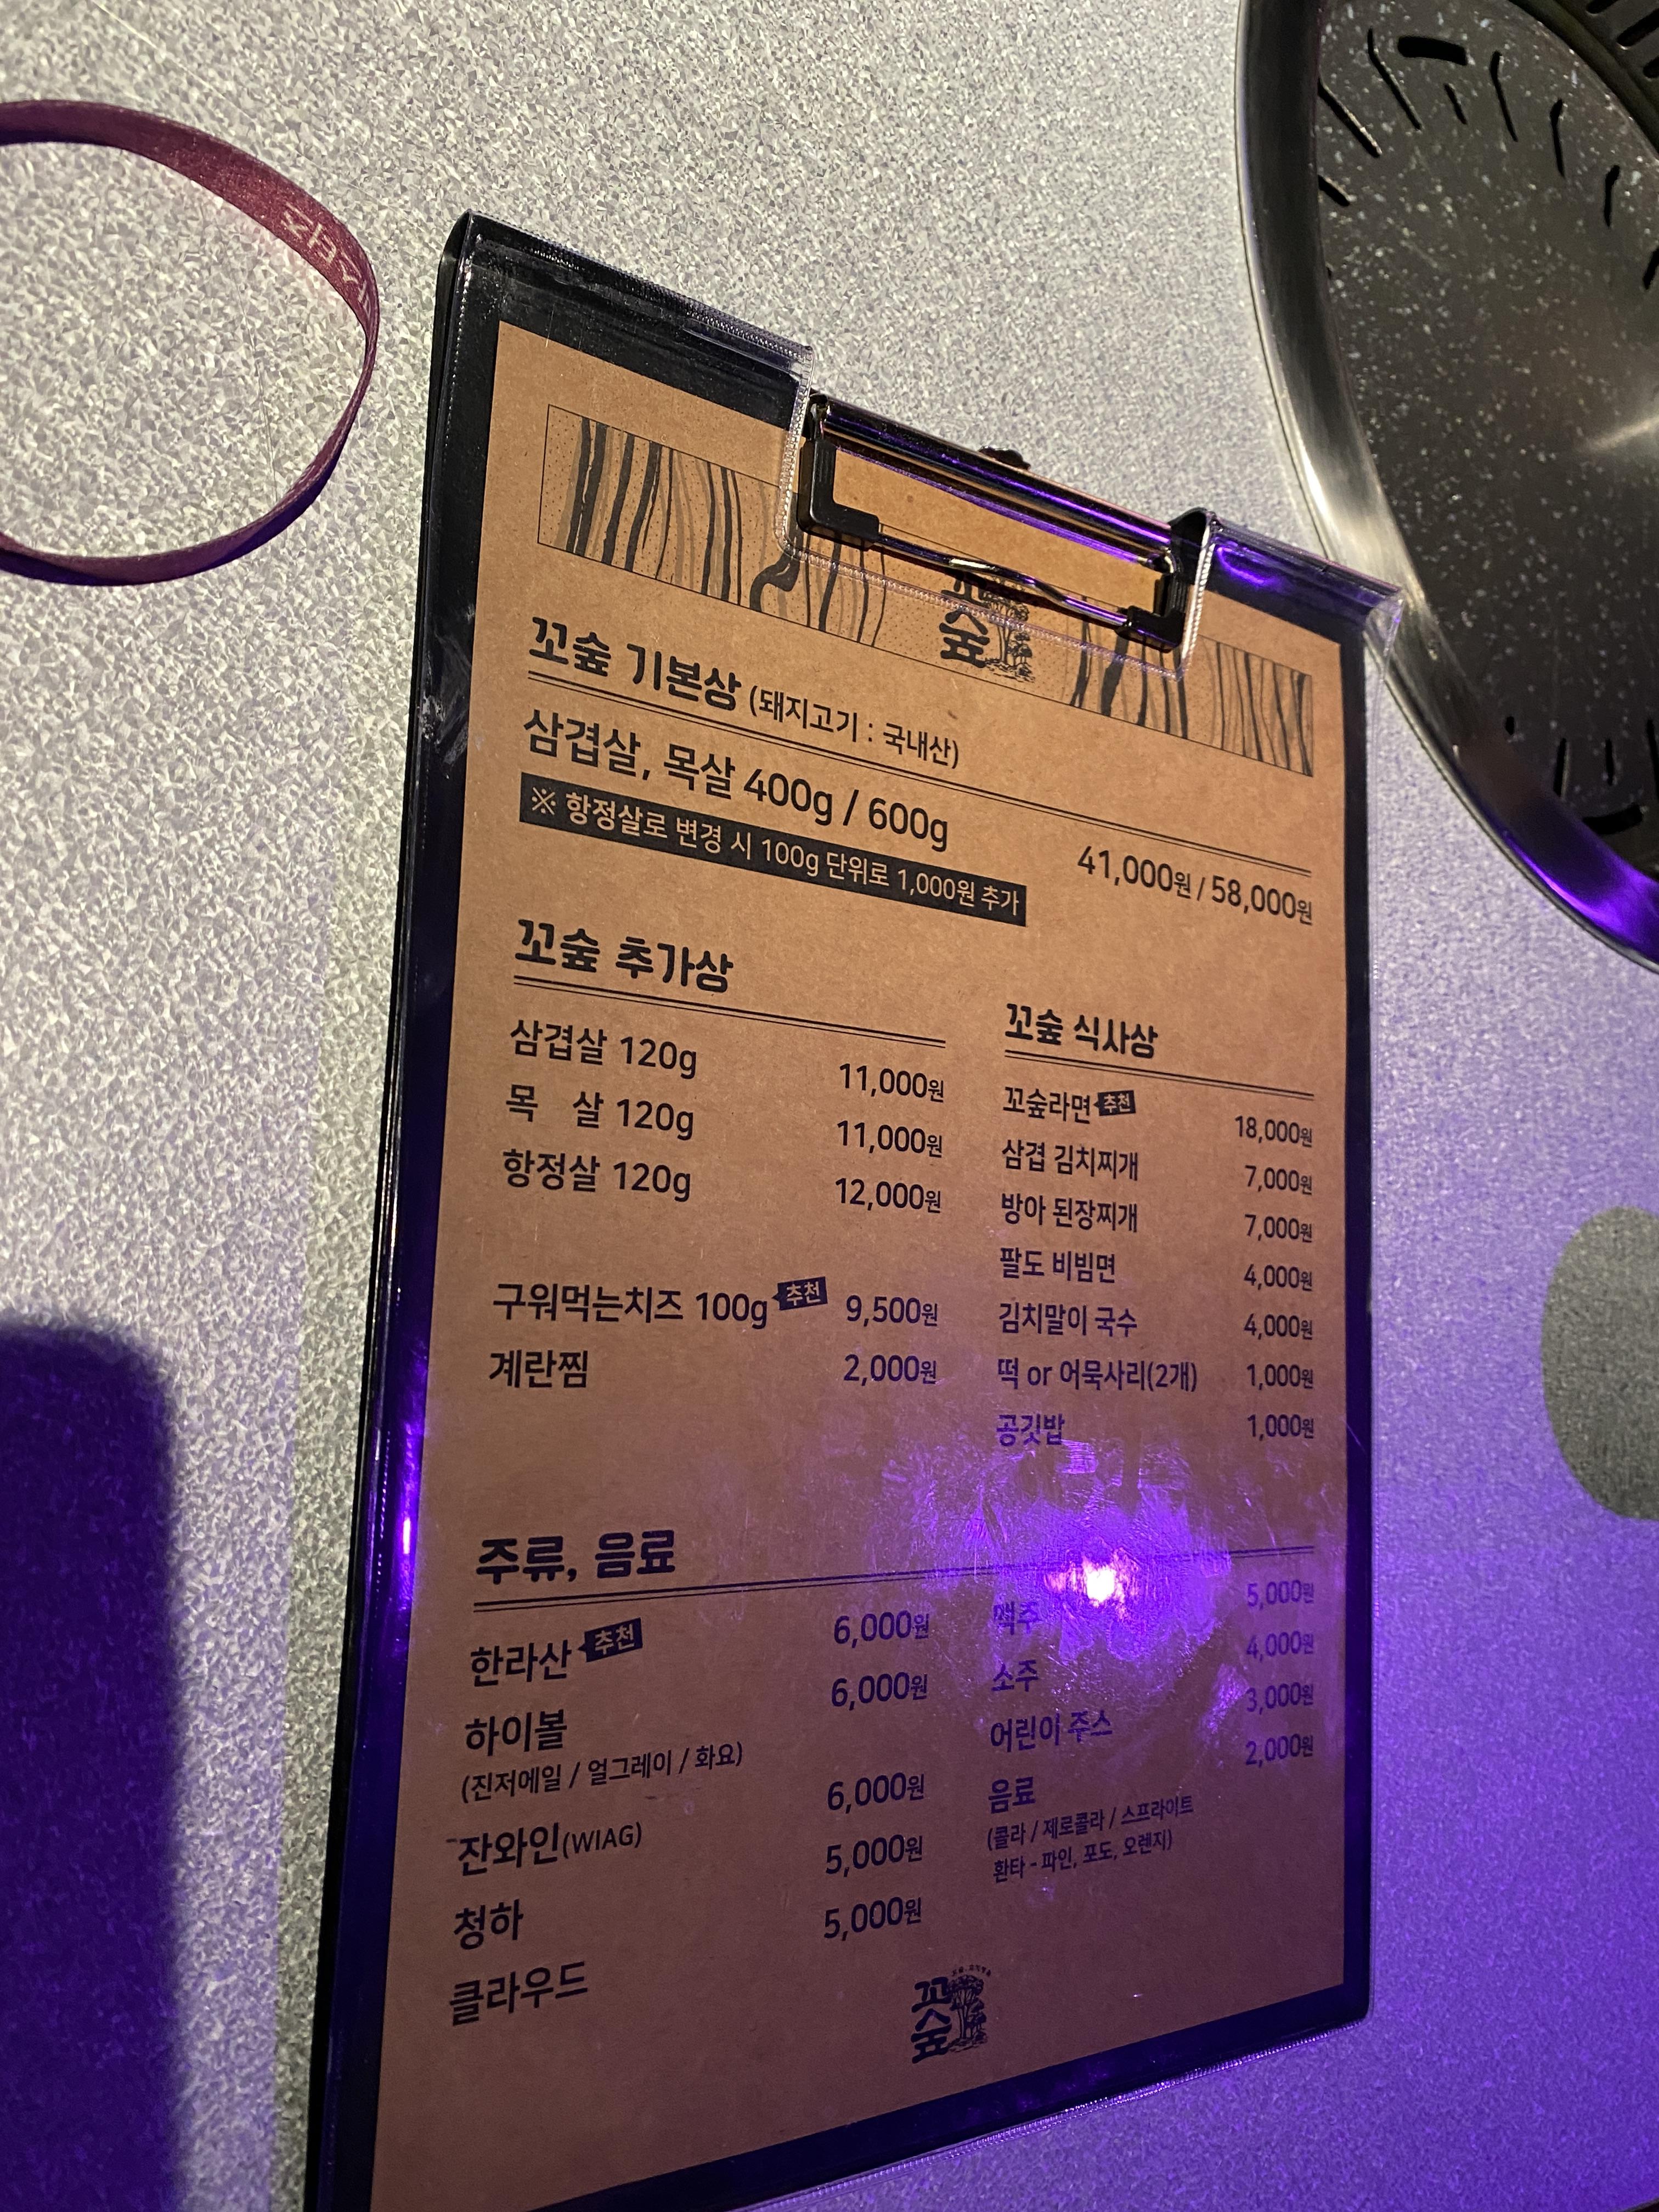 꼬숲
꼬숲 기본상 (돼지고기 : 국내산)
삼겹살, 목살 400g / 600g 41,000원 / 58,000원
※ 항정살로 변경 시 100g 단위로 1,000원 추가
꼬숲 추가상
삼겹살 120g 11,000원
목 살 120g 11,000원
항정살 120g 12,000원
구워먹는치즈 100g 추천 9,500원
계란찜 2,000원
꼬숲 식사상
꼬숲라면 추천 18,000원
삼겹 김치찌개 7,000원
방아 된장찌개 7,000원
팔도 비빔면 4,000원
김치말이 국수 4,000원
떡 or 어묵사리(2개) 1,000원
공깃밥 1,000원
주류, 음료
한라산 추천 6,000원
하이볼 6,000원
(진저에일 / 얼그레이 / 화요)
잔와인(WIAG) 6,000원
청하 5,000원
클라우드 5,000원
맥주 5,000원
소주 4,000원
어린이 주스 3,000원
음료 2,000원
(콜라 / 제로콜라 / 스프라이트
환타 - 파인, 포도, 오렌지)
꼬숲